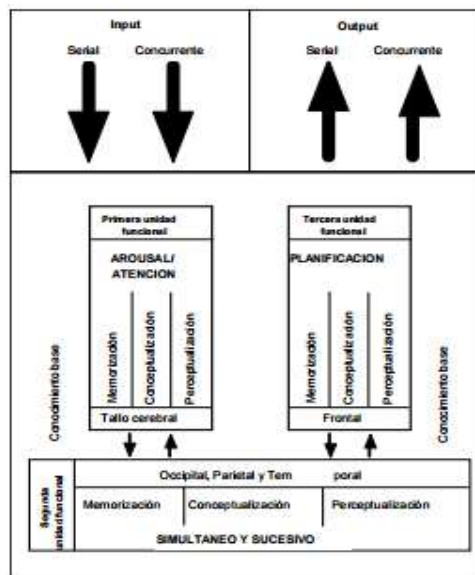 Input
Serial Concurrente
Output
Serial Concurrente
Primera unidad
funcional
AROUSAL/
ATENCION
Memorización
Conceptualización
Perceptualización
Tallo cerebral
Tercera unidad
funcional
PLANIFICACION
Memorización
Conceptualización
Perceptualización
Frontal
Conocimiento base
Conocimiento base
Segunda
unidad funcional
Occipital, Parietal y Tem poral
Memorización Conceptualización Perceptualización
SIMULTANEO Y SUCESIVO